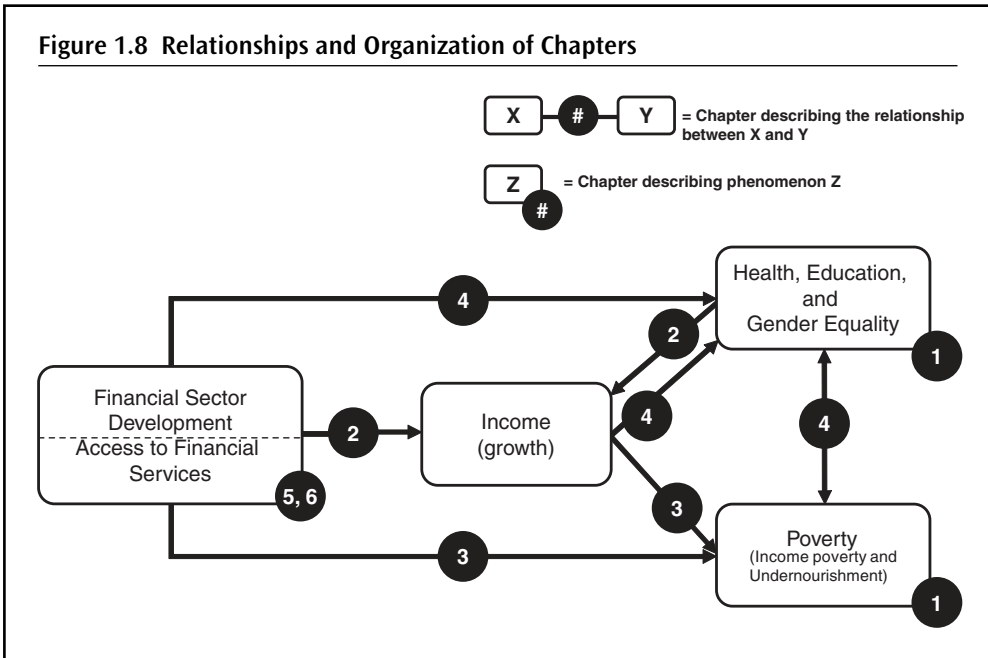 Figure 1.8 Relationships and Organization of Chapters
X # Y = Chapter describing the relationship
between X and Y
Z = Chapter describing phenomenon Z
#
Health, Education,
and
Gender Equality
1
4
2
Financial Sector
Development
Access to Financial
Services
5, 6
2
Income
(growth)
4
4
3
3
Poverty
(Income poverty and
Undernourishment)
1